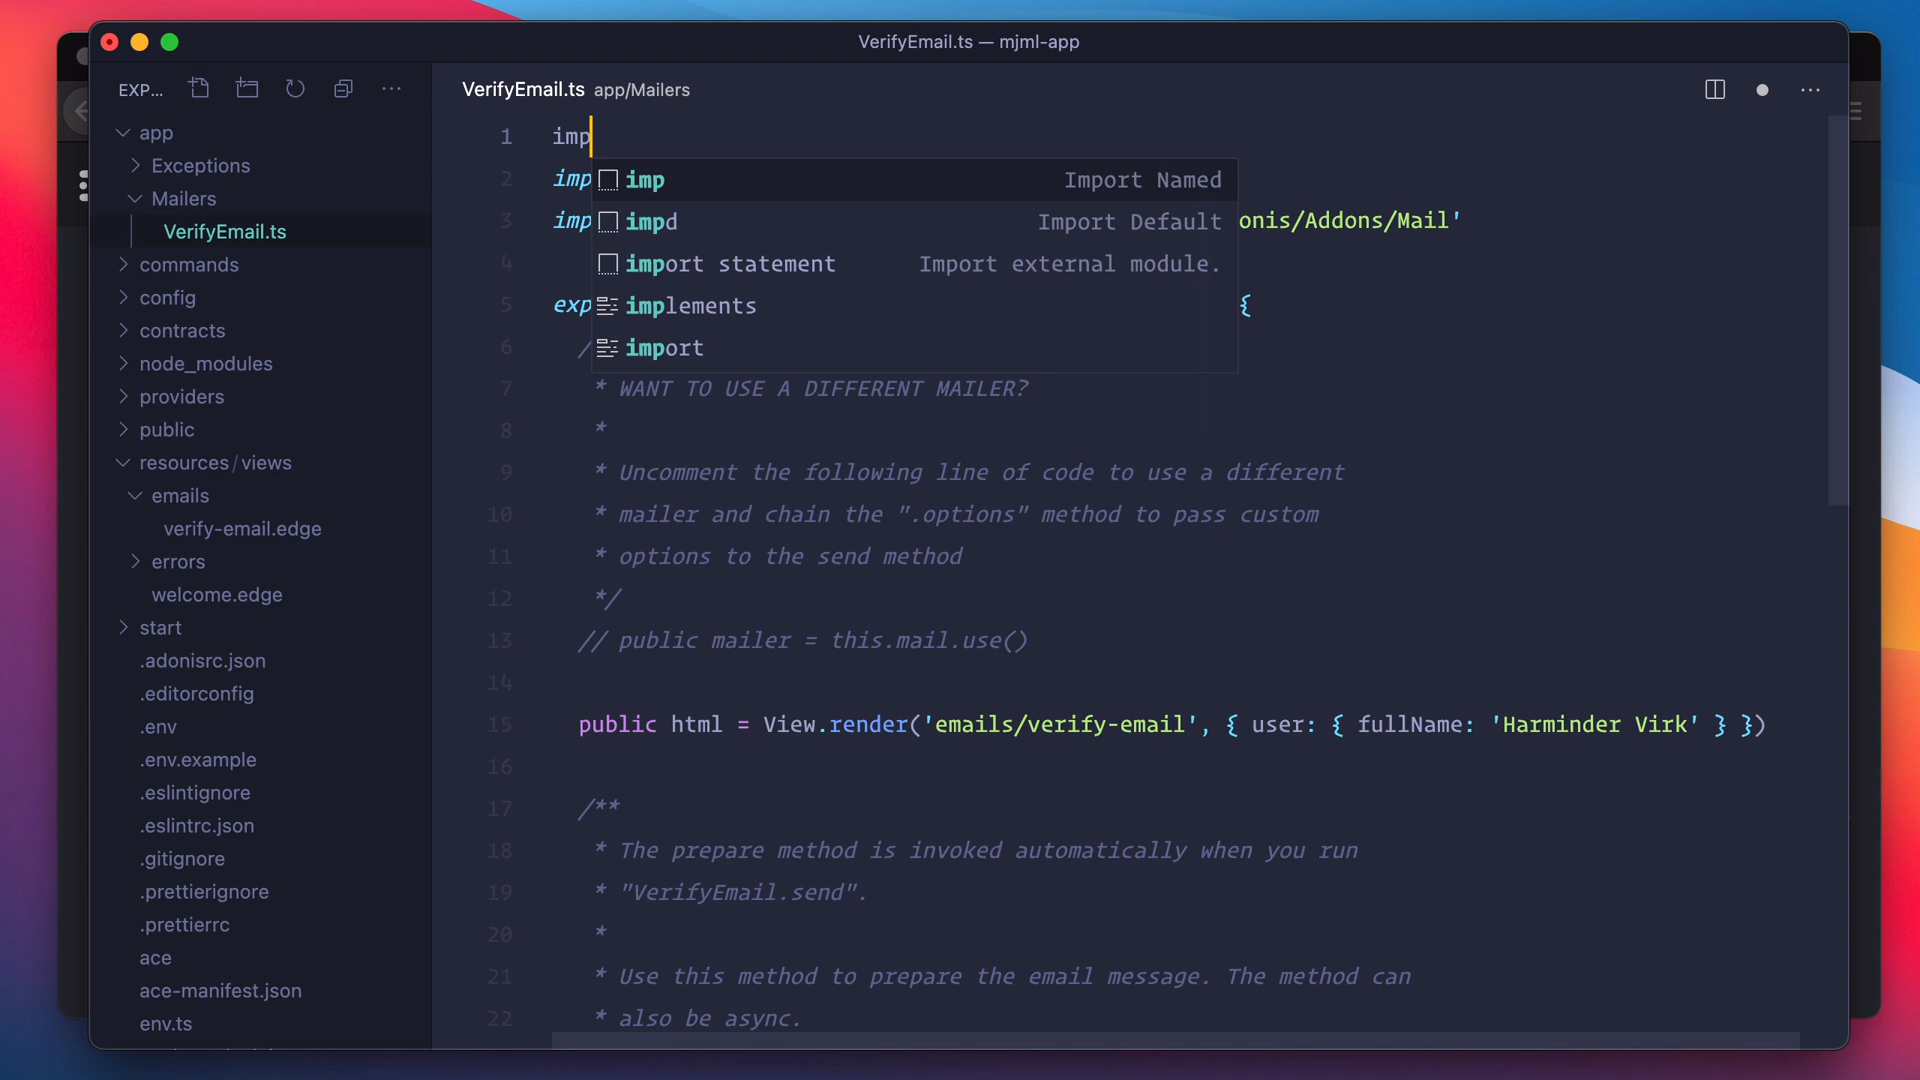 VerifyEmail.ts — mjml-app
EXP...
VerifyEmail.ts app/Mailers
app
Exceptions
Mailers
VerifyEmail.ts
commands
config
contracts
node_modules
providers
public
resources/views
emails
verify-email.edge
errors
welcome.edge
start
.adonisrc.json
.editorconfig
.env
.env.example
.eslintignore
.eslintrc.json
.gitignore
.prettierignore
.prettierrc
ace
ace-manifest.json
env.ts
1 imp
2 imp
3 imp onis/Addons/Mail'
4
5 exp {
6 /
imp Import Named
impd Import Default
import statement Import external module.
implements
import
7 * WANT TO USE A DIFFERENT MAILER?
8 *
9 * Uncomment the following line of code to use a different
10 * mailer and chain the ".options" method to pass custom
11 * options to the send method
12 */
13 // public mailer = this.mail.use()
14
15 public html = View.render('emails/verify-email', { user: { fullName: 'Harminder Virk' } })
16
17 /**
18 * The prepare method is invoked automatically when you run
19 * "VerifyEmail.send".
20 *
21 * Use this method to prepare the email message. The method can
22 * also be async.